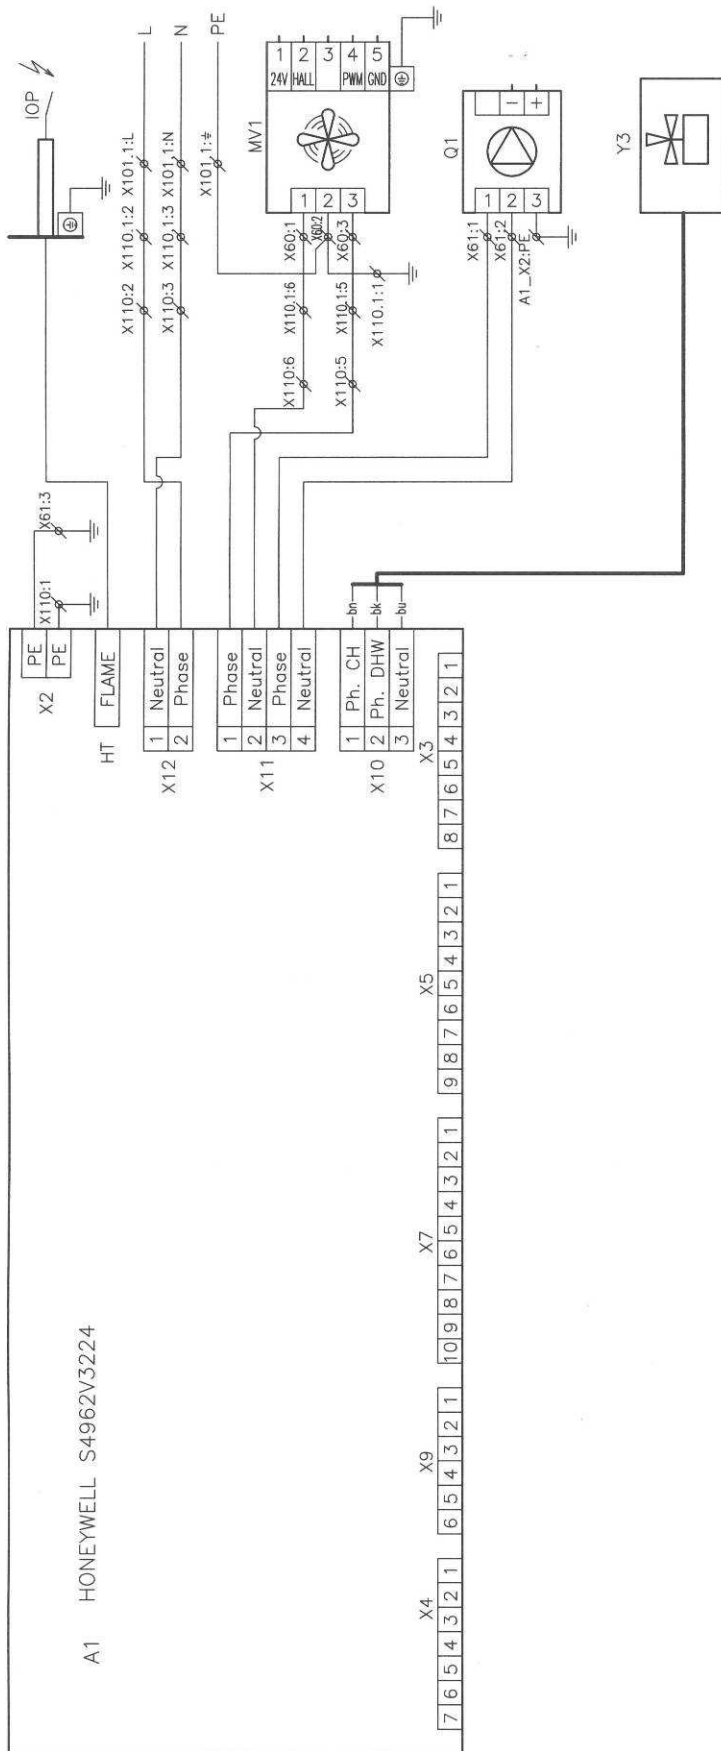 IOP
L
N
PE
X101.1:L
X101.1:N
X101.1:
X110.1:2
X110.1:3
X110:2
X110:3
MV1
1 2 3 4 5
24V HALL PWM GND
1 2 3
X60:1
X60:2
X60:3
X110.1:6
X110.1:5
X110.1:1
X110:6
X110:5
Q1
- +
1 2 3
X61:1
X61:2
A1_X2:PE
Y3
X61:3
X110:1
PE
PE
X2
FLAME
HT
1 Neutral
2 Phase
X12
1 Phase
2 Neutral
3 Phase
4 Neutral
X11
bn
bk
bu
1 Ph. CH
2 Ph. DHW
3 Neutral
X10
X3
8 7 6 5 4 3 2 1
X5
9 8 7 6 5 4 3 2 1
X7
10 9 8 7 6 5 4 3 2 1
X9
6 5 4 3 2 1
X4
7 6 5 4 3 2 1
A1 HONEYWELL S4962V3224